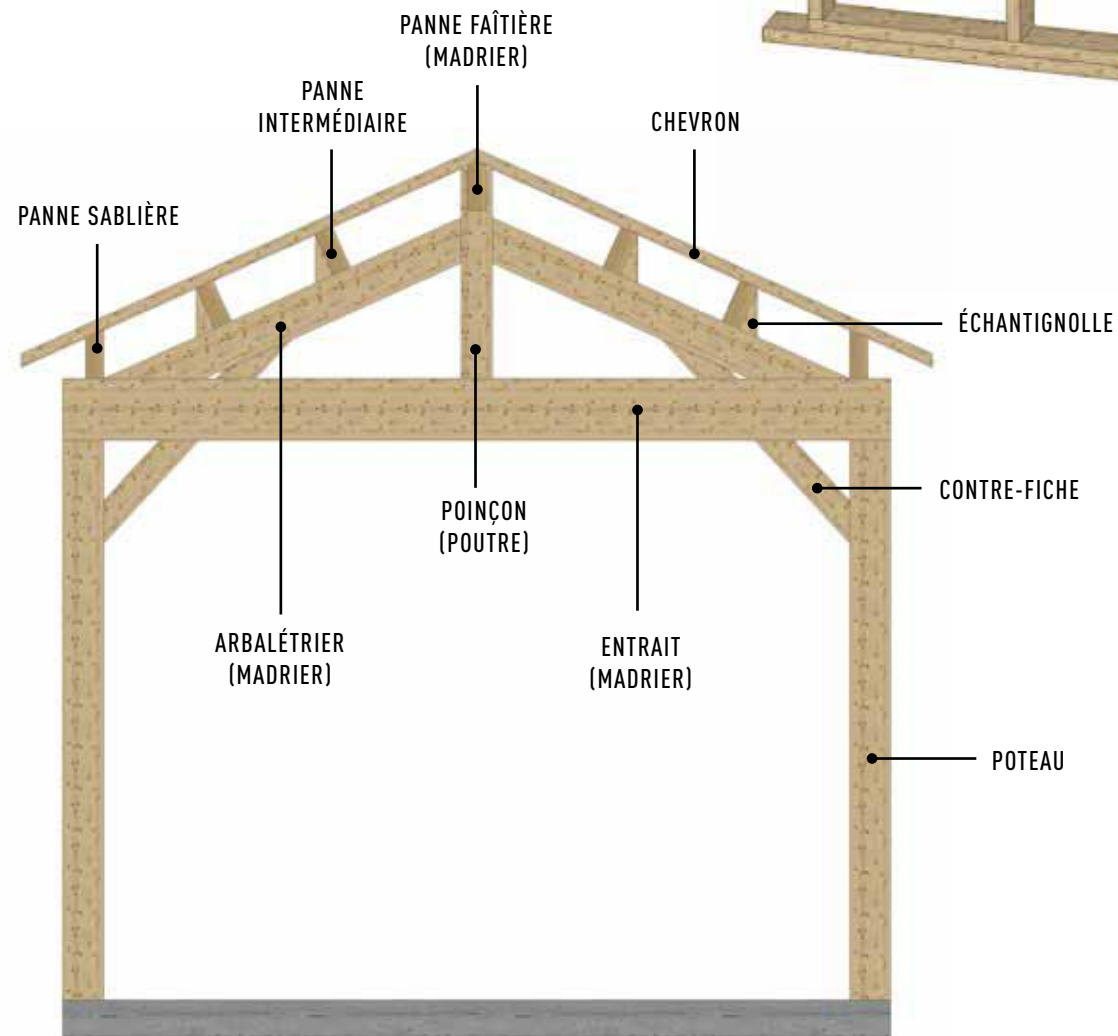 PANNE FAÎTIÈRE
(MADRIER)
PANNE
INTERMÉDIAIRE
CHEVRON
PANNE SABLIÈRE
ÉCHANTIGNOLLE
CONTRE-FICHE
POINÇON
(POUTRE)
ARBALÉTRIER
(MADRIER)
ENTRAIT
(MADRIER)
POTEAU